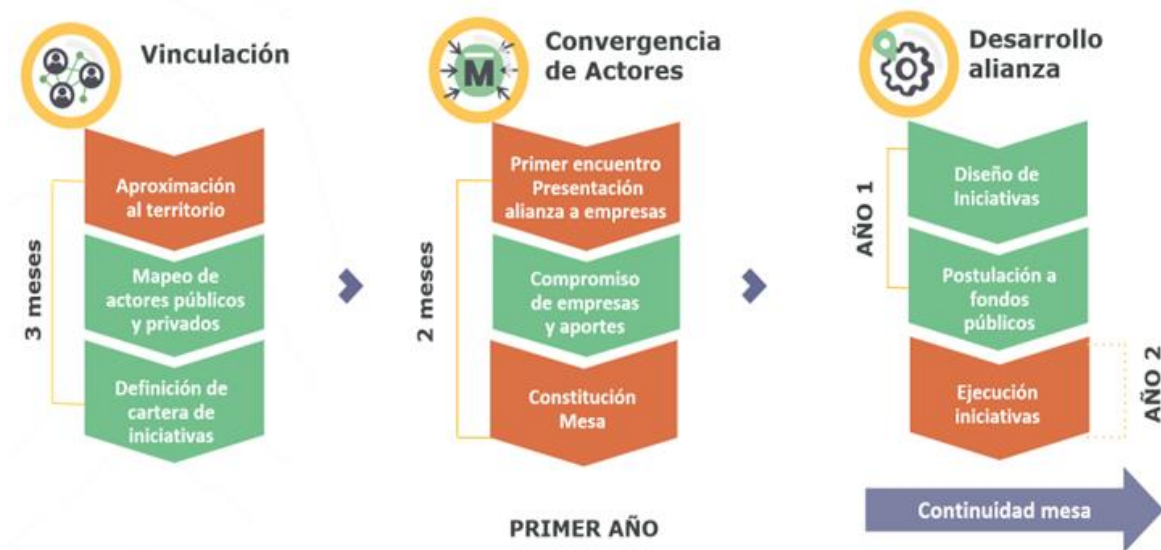 Vinculación
3 meses
Aproximación
al territorio
Mapeo de
actores públicos
y privados
Definición de
cartera de
iniciativas
Convergencia
de Actores
M
2 meses
Primer encuentro
Presentación
alianza a empresas
Compromiso
de empresas
y aportes
Constitución
Mesa
Desarrollo
alianza
AÑO 1
Diseño de
Iniciativas
Postulación a
fondos
públicos
Ejecución
iniciativas
AÑO 2
Continuidad mesa
PRIMER AÑO